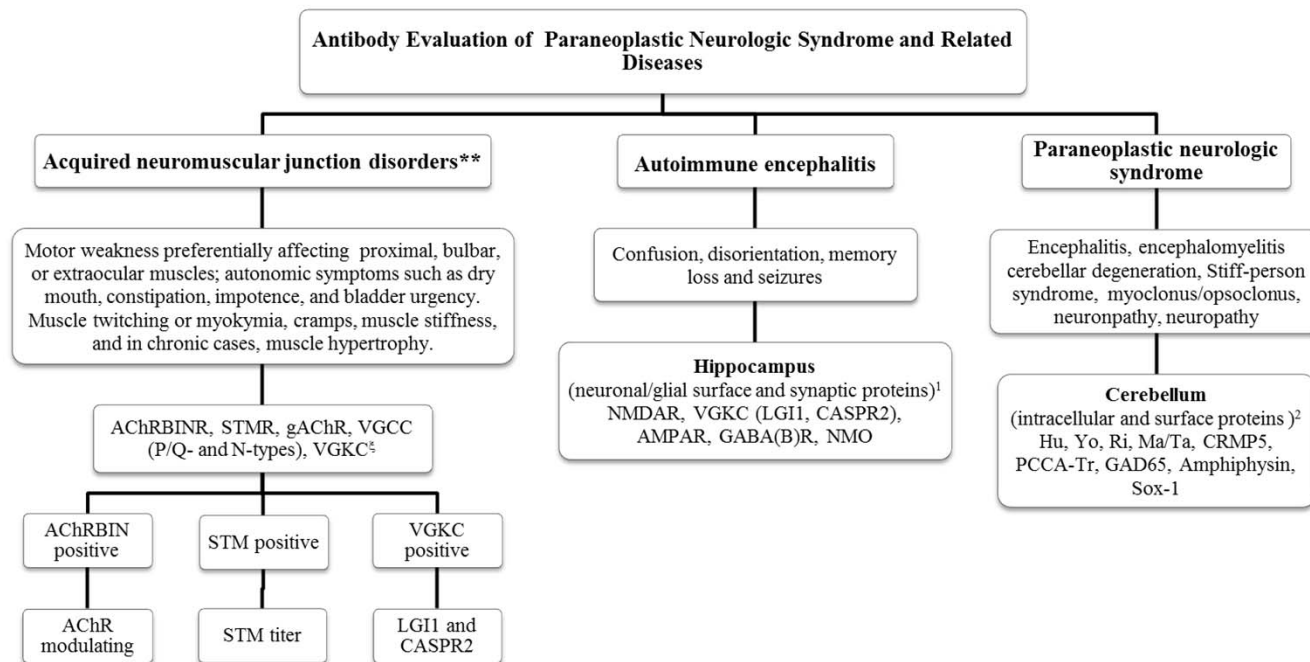 Antibody Evaluation of Paraneoplastic Neurologic Syndrome and Related
Diseases
Acquired neuromuscular junction disorders**
Motor weakness preferentially affecting proximal, bulbar,
or extraocular muscles; autonomic symptoms such as dry
mouth, constipation, impotence, and bladder urgency.
Muscle twitching or myokymia, cramps, muscle stiffness,
and in chronic cases, muscle hypertrophy.
AChRBINR, STMR, gAChR, VGCC
(P/Q- and N-types), VGKCξ
AChRBIN
positive
AChR
modulating
STM positive
STM titer
VGKC
positive
LGI1 and
CASPR2
Autoimmune encephalitis
Confusion, disorientation, memory
loss and seizures
Hippocampus
(neuronal/glial surface and synaptic proteins)1
NMDAR, VGKC (LGI1, CASPR2),
AMPAR, GABA(B)R, NMO
Paraneoplastic neurologic
syndrome
Encephalitis, encephalomyelitis
cerebellar degeneration, Stiff-person
syndrome, myoclonus/opsoclonus,
neuronpathy, neuropathy
Cerebellum
(intracellular and surface proteins )2
Hu, Yo, Ri, Ma/Ta, CRMP5,
PCCA-Tr, GAD65, Amphiphysin,
Sox-1